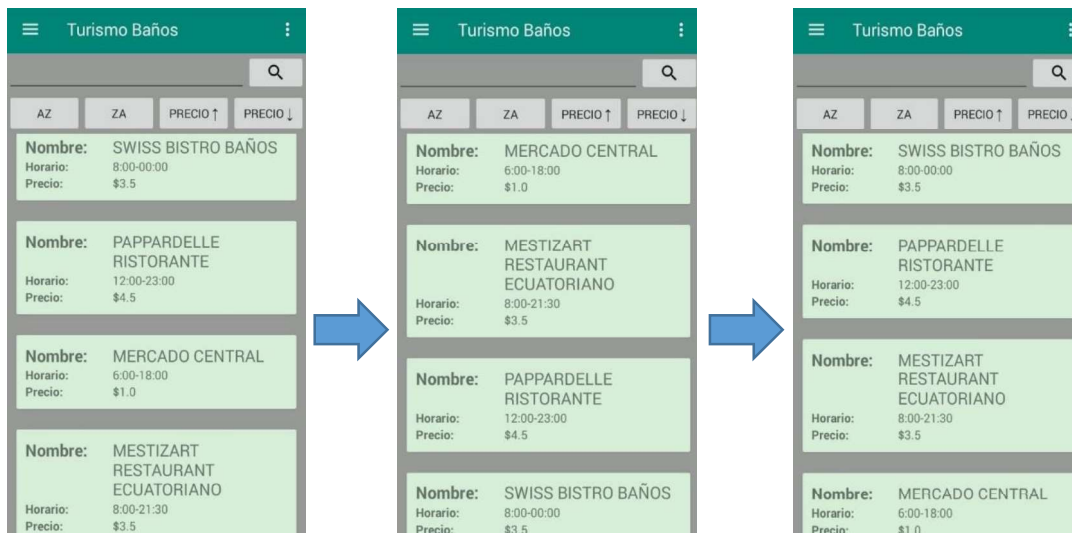 Turismo Baños
AZ ZA PRECIO↑ PRECIO↓
Nombre: SWISS BISTRO BAÑOS
Horario: 8:00-00:00
Precio: $3.5
Nombre: PAPPARDELLE
RISTORANTE
Horario: 12:00-23:00
Precio: $4.5
Nombre: MERCADO CENTRAL
Horario: 6:00-18:00
Precio: $1.0
Nombre: MESTIZART
RESTAURANT
ECUATORIANO
Horario: 8:00-21:30
Precio: $3.5
Turismo Baños
AZ ZA PRECIO↑ PRECIO↓
Nombre: MERCADO CENTRAL
Horario: 6:00-18:00
Precio: $1.0
Nombre: MESTIZART
RESTAURANT
ECUATORIANO
Horario: 8:00-21:30
Precio: $3.5
Nombre: PAPPARDELLE
RISTORANTE
Horario: 12:00-23:00
Precio: $4.5
Nombre: SWISS BISTRO BAÑOS
Horario: 8:00-00:00
Precio: $3.5
Turismo Baños
AZ ZA PRECIO↑ PRECIO↓
Nombre: SWISS BISTRO BAÑOS
Horario: 8:00-00:00
Precio: $3.5
Nombre: PAPPARDELLE
RISTORANTE
Horario: 12:00-23:00
Precio: $4.5
Nombre: MESTIZART
RESTAURANT
ECUATORIANO
Horario: 8:00-21:30
Precio: $3.5
Nombre: MERCADO CENTRAL
Horario: 6:00-18:00
Precio: $1.0